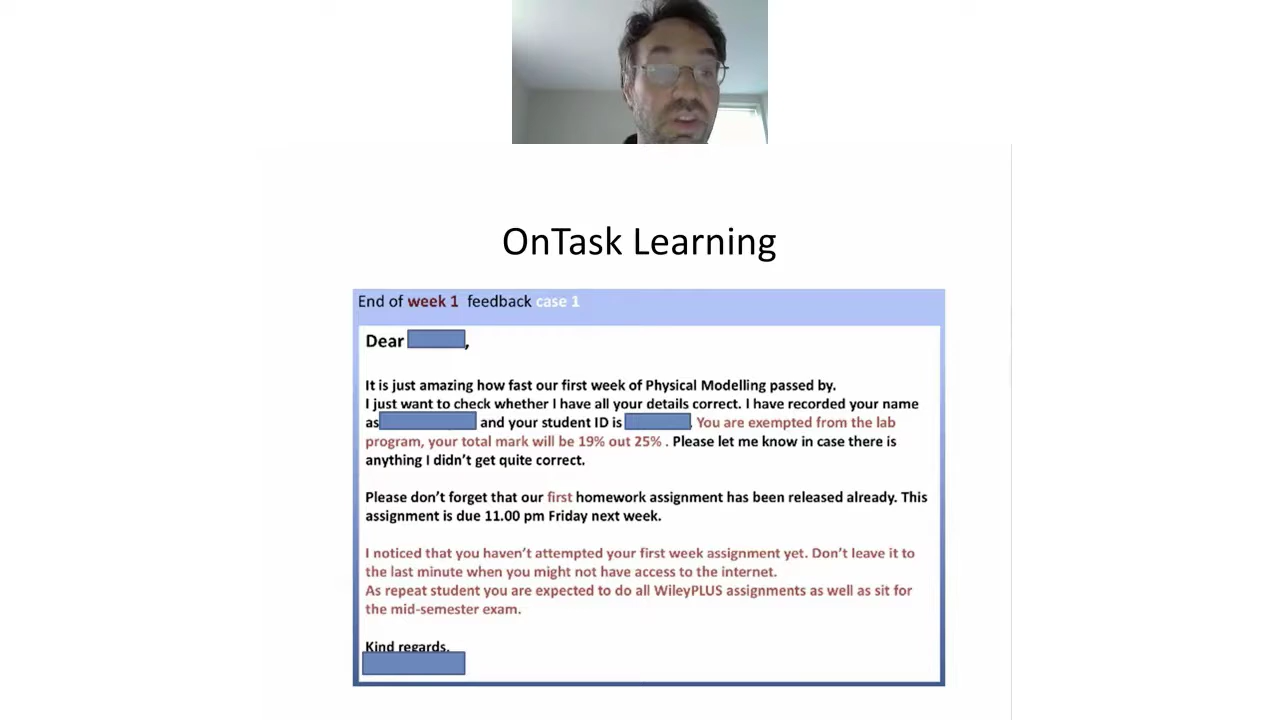 OnTask Learning
End of week 1 feedback case 1
Dear ,
It is just amazing how fast our first week of Physical Modelling passed by.
I just want to check whether I have all your details correct. I have recorded your name
as and your student ID is . You are exempted from the lab
program, your total mark will be 19% out 25% . Please let me know in case there is
anything I didn't get quite correct.
Please don't forget that our first homework assignment has been released already. This
assignment is due 11.00 pm Friday next week.
I noticed that you haven't attempted your first week assignment yet. Don't leave it to
the last minute when you might not have access to the internet.
As repeat student you are expected to do all WileyPLUS assignments as well as sit for
the mid-semester exam.
Kind regards,